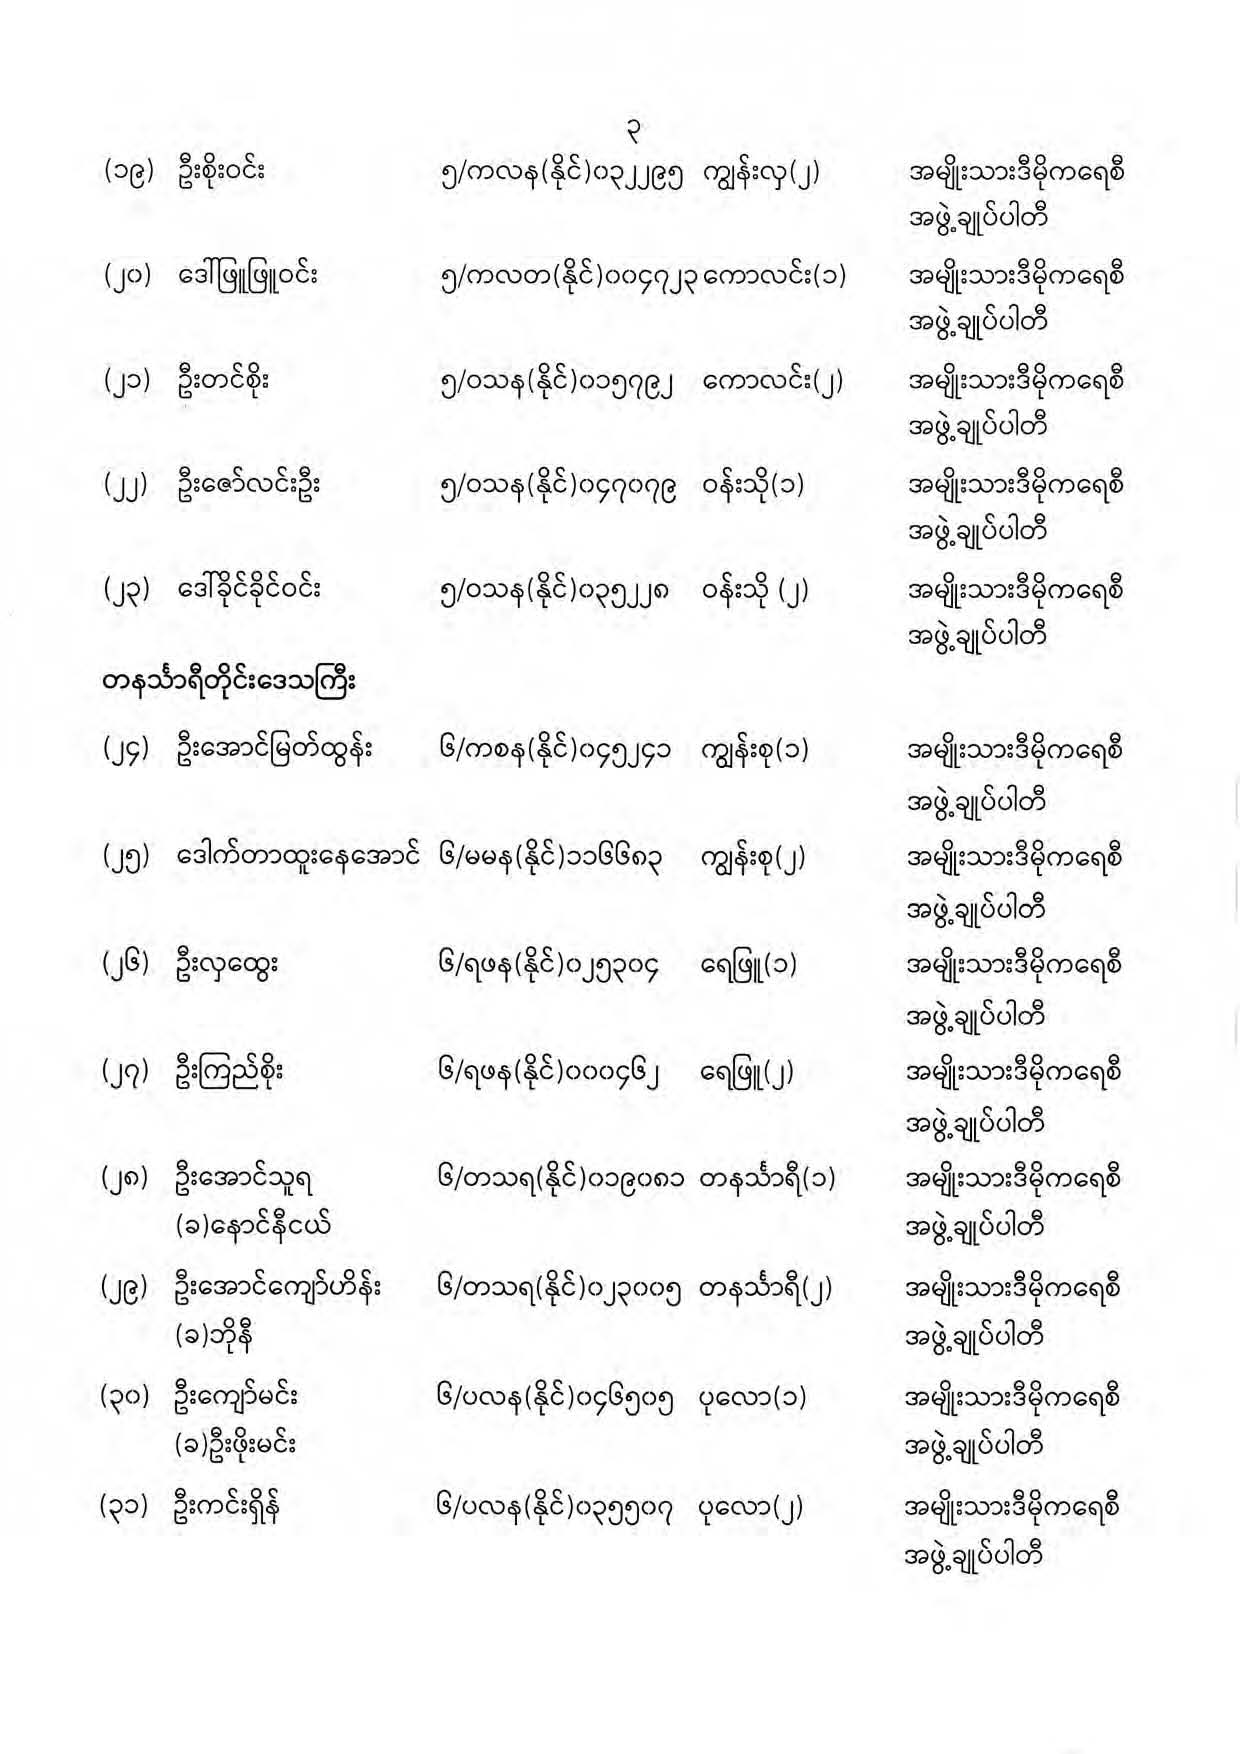 ၃
(၁၉) ဦးစိုးဝင်း ၅/ကလန(နိုင်)၀၃၂၂၉၅ ကျွန်းလှ(၂) အမျိုးသားဒီမိုကရေစီ
အဖွဲ့ချုပ်ပါတီ
(၂၀) ဒေါ်ဖြူဖြူဝင်း ၅/ကလတ(နိုင်)၀၀၄၇၂၃ ကောလင်း(၁) အမျိုးသားဒီမိုကရေစီ
အဖွဲ့ချုပ်ပါတီ
(၂၁) ဦးတင်စိုး ၅/ဝသန(နိုင်)၀၁၅၇၉၂ ကောလင်း(၂) အမျိုးသားဒီမိုကရေစီ
အဖွဲ့ချုပ်ပါတီ
(၂၂) ဦးဇော်လင်းဦး ၅/ဝသန(နိုင်)၀၄၇၀၇၉ ဝန်းသို(၁) အမျိုးသားဒီမိုကရေစီ
အဖွဲ့ချုပ်ပါတီ
(၂၃) ဒေါ်ခိုင်ခိုင်ဝင်း ၅/ဝသန(နိုင်)၀၃၅၂၂၈ ဝန်းသို (၂) အမျိုးသားဒီမိုကရေစီ
အဖွဲ့ချုပ်ပါတီ
တနင်္သာရီတိုင်းဒေသကြီး
(၂၄) ဦးအောင်မြတ်ထွန်း ၆/ကစန(နိုင်)၀၄၅၂၄၁ ကျွန်းစု(၁) အမျိုးသားဒီမိုကရေစီ
အဖွဲ့ချုပ်ပါတီ
(၂၅) ဒေါက်တာထူးနေအောင် ၆/မမန(နိုင်)၁၁၆၆၈၃ ကျွန်းစု(၂) အမျိုးသားဒီမိုကရေစီ
အဖွဲ့ချုပ်ပါတီ
(၂၆) ဦးလှထွေး ၆/ရဖန(နိုင်)၀၂၅၃၀၄ ရေဖြူ(၁) အမျိုးသားဒီမိုကရေစီ
အဖွဲ့ချုပ်ပါတီ
(၂၇) ဦးကြည်စိုး ၆/ရဖန(နိုင်)၀၀၀၄၆၂ ရေဖြူ(၂) အမျိုးသားဒီမိုကရေစီ
အဖွဲ့ချုပ်ပါတီ
(၂၈) ဦးအောင်သူရ ၆/တသရ(နိုင်)၀၁၉၀၈၁ တနင်္သာရီ(၁) အမျိုးသားဒီမိုကရေစီ
(ခ)နောင်နီငယ် အဖွဲ့ချုပ်ပါတီ
(၂၉) ဦးအောင်ကျော်ဟိန်း ၆/တသရ(နိုင်)၀၂၃၀၀၅ တနင်္သာရီ(၂) အမျိုးသားဒီမိုကရေစီ
(ခ)ဘိုနီ အဖွဲ့ချုပ်ပါတီ
(၃၀) ဦးကျော်မင်း ၆/ပလန(နိုင်)၀၄၆၅၀၅ ပုလော(၁) အမျိုးသားဒီမိုကရေစီ
(ခ)ဦးဖိုးမင်း အဖွဲ့ချုပ်ပါတီ
(၃၁) ဦးကင်းရှိန် ၆/ပလန(နိုင်)၀၃၅၅၀၇ ပုလော(၂) အမျိုးသားဒီမိုကရေစီ
အဖွဲ့ချုပ်ပါတီ